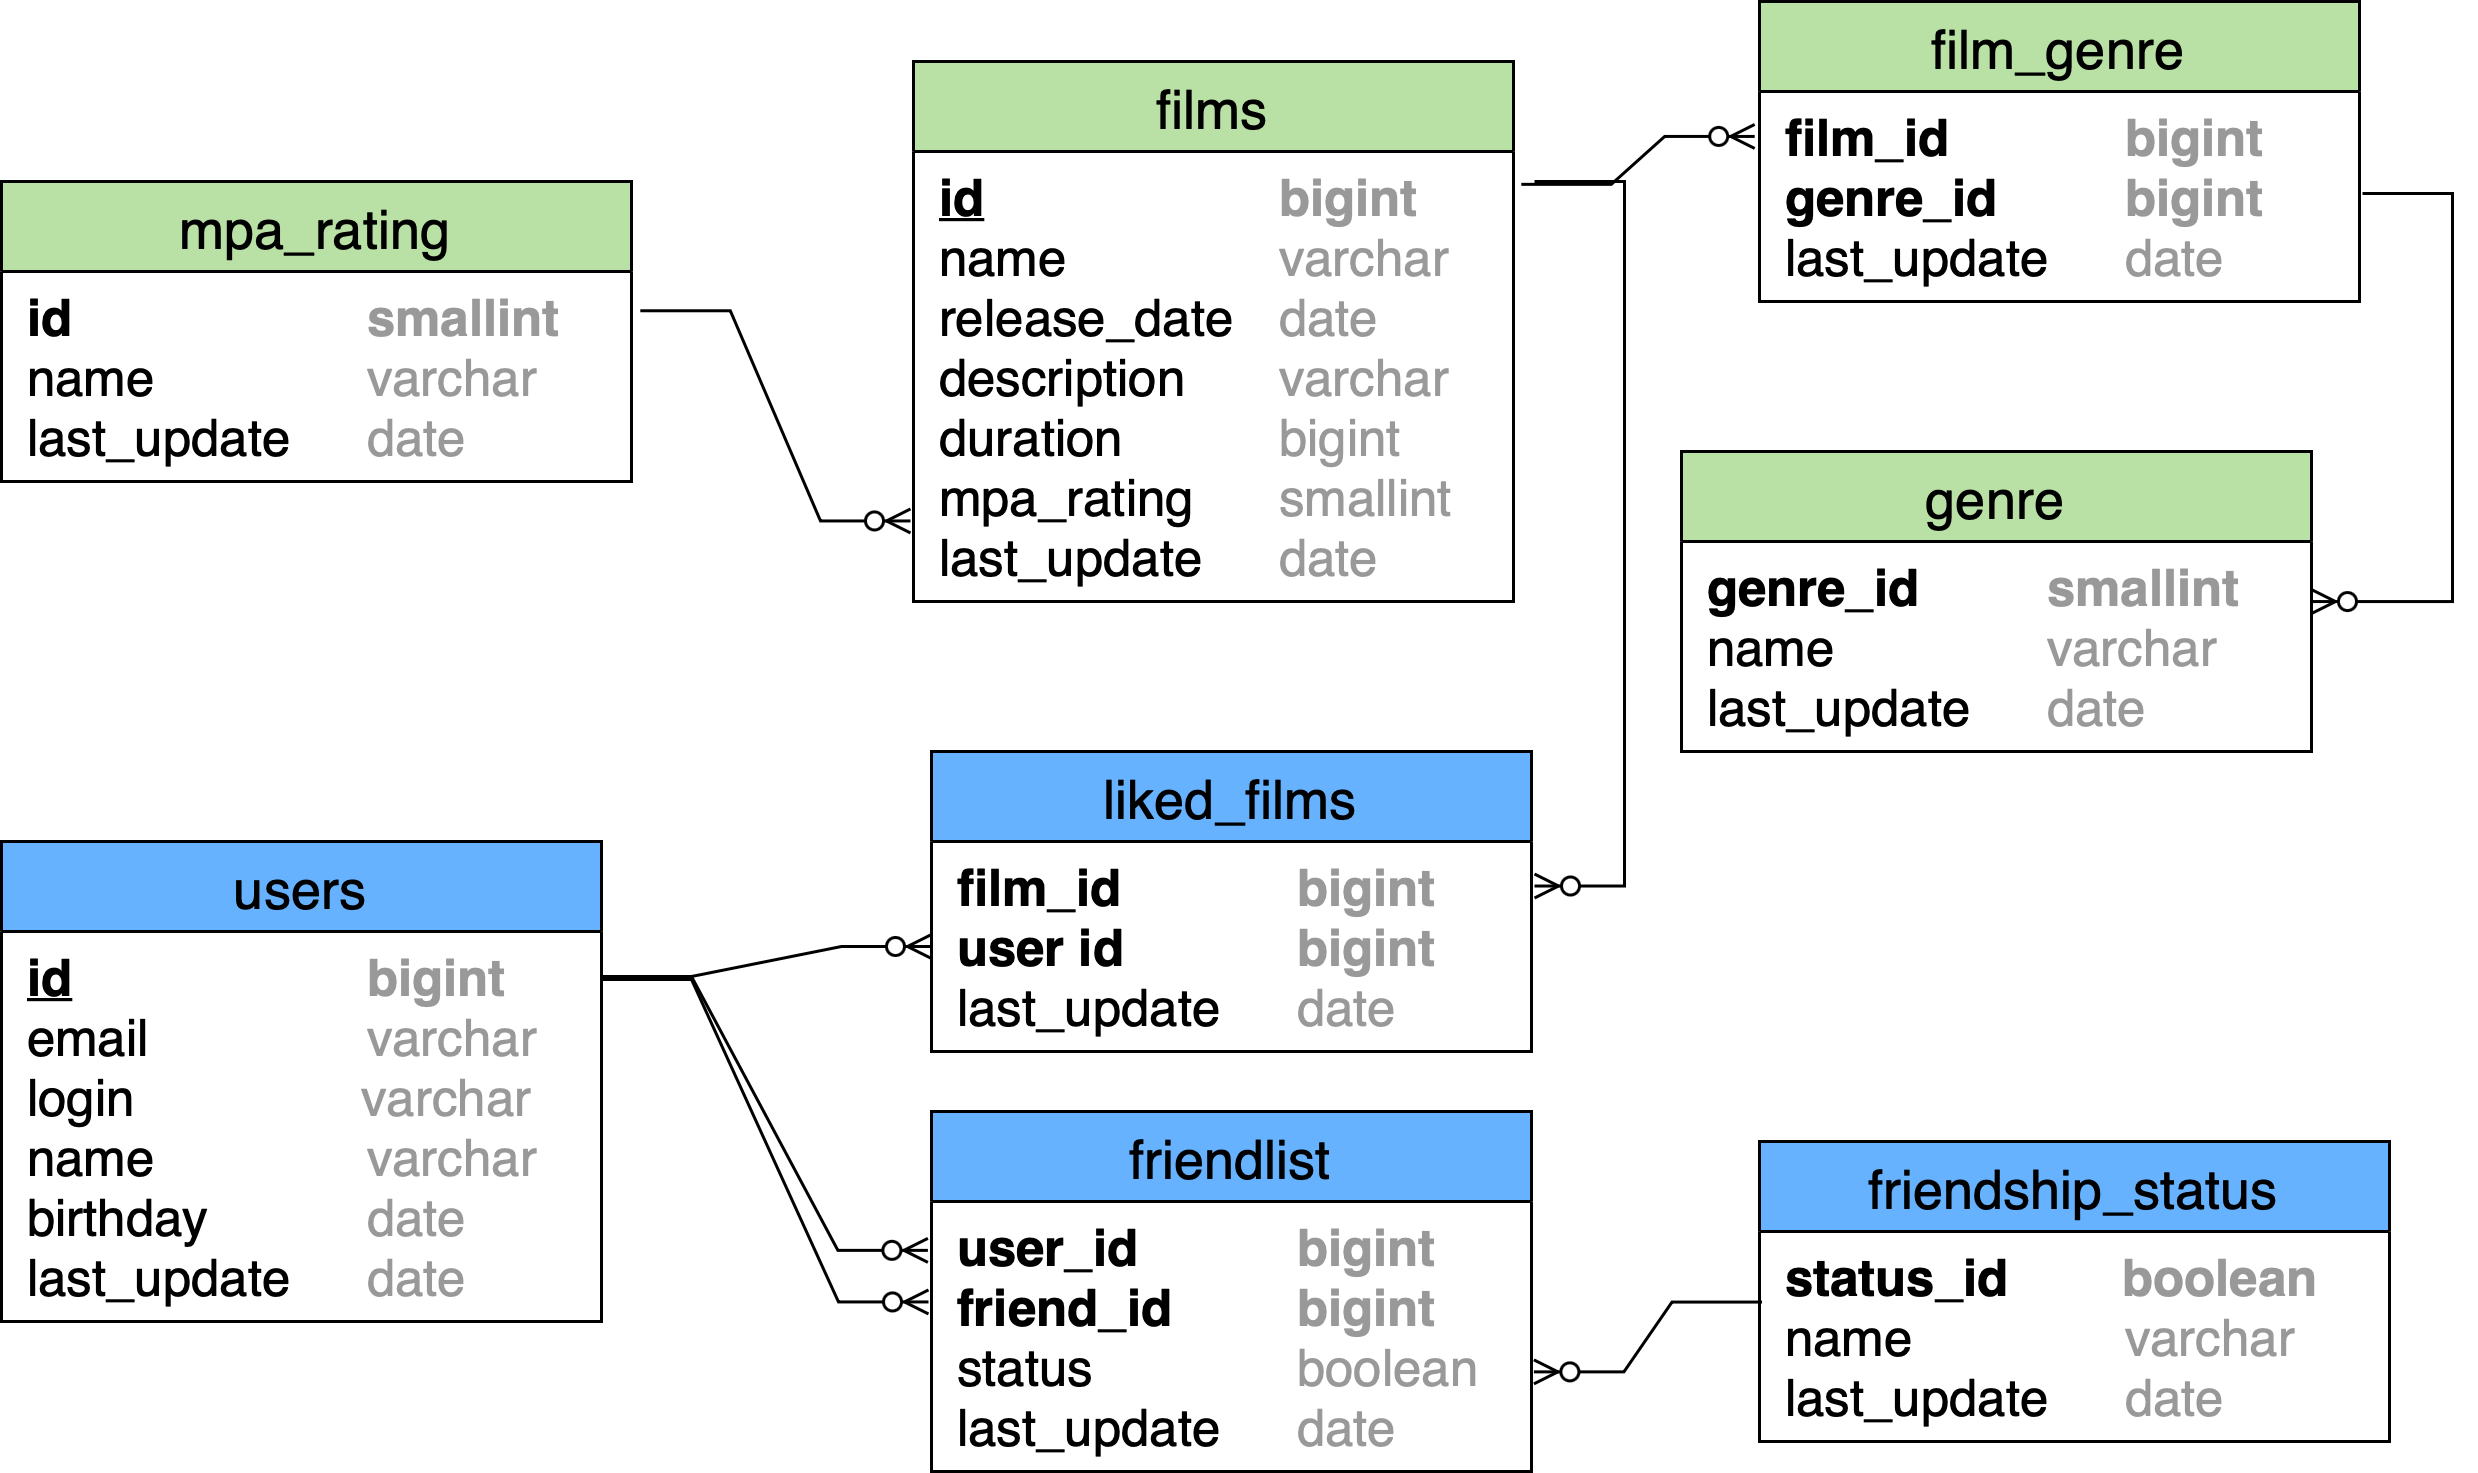 mpa_rating
id smallint
name varchar
last_update date
films
id bigint
name varchar
release_date date
description varchar
duration bigint
mpa_rating smallint
last_update date
film_genre
film_id bigint
genre_id bigint
last_update date
genre
genre_id smallint
name varchar
last_update date
users
id bigint
email varchar
login varchar
name varchar
birthday date
last_update date
liked_films
film_id bigint
user id bigint
last_update date
friendlist
user_id bigint
friend_id bigint
status boolean
last_update date
friendship_status
status_id boolean
name varchar
last_update date